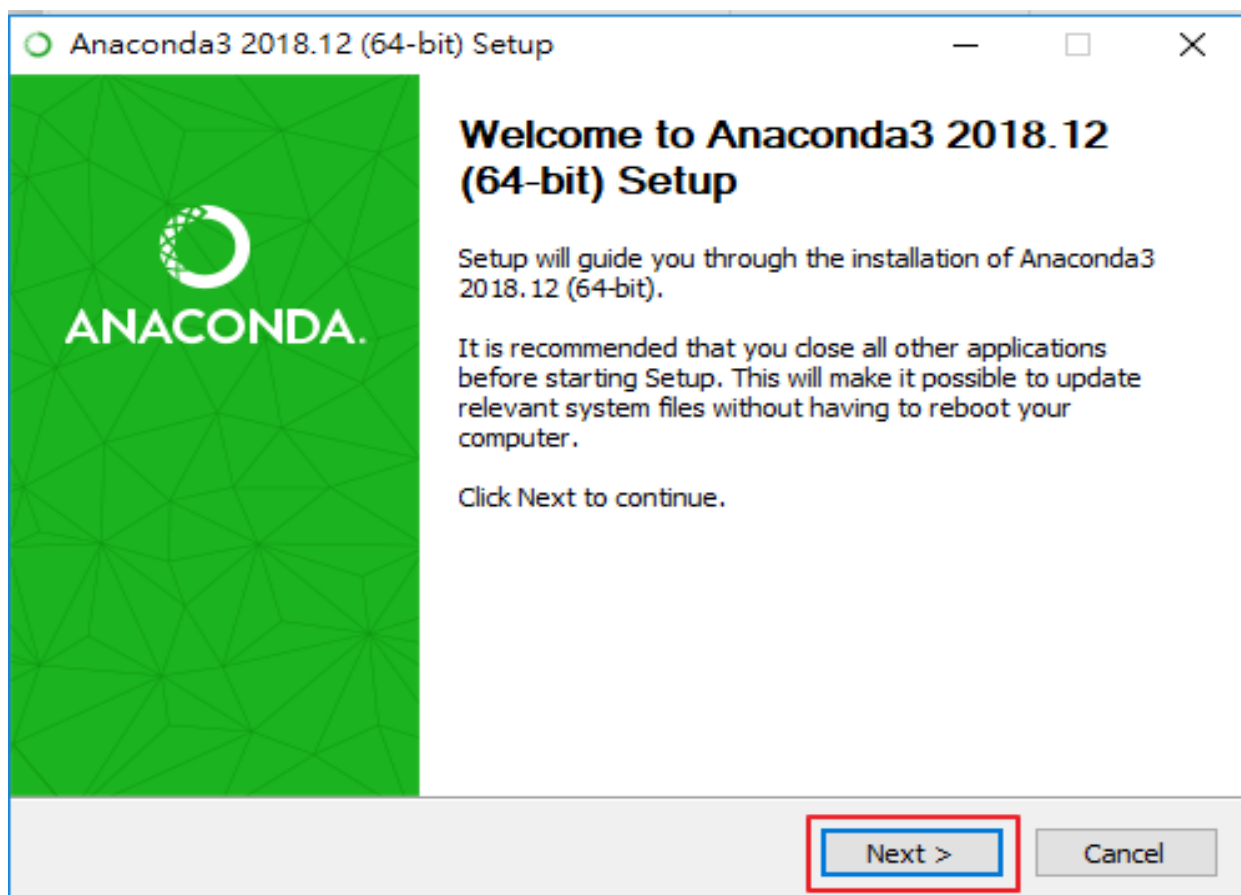 Anaconda3 2018.12 (64-bit) Setup
ANACONDA.
Welcome to Anaconda3 2018.12
(64-bit) Setup
Setup will guide you through the installation of Anaconda3
2018.12 (64-bit).
It is recommended that you close all other applications
before starting Setup. This will make it possible to update
relevant system files without having to reboot your
computer.
Click Next to continue.
Next >
Cancel